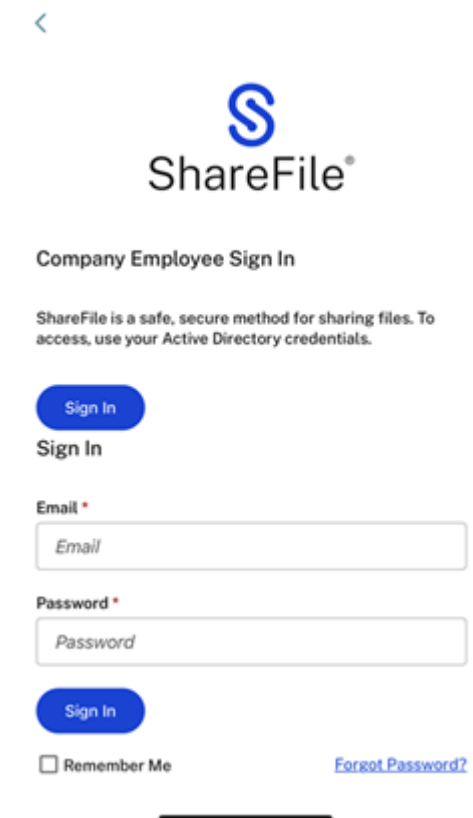 ShareFile®
Company Employee Sign In
ShareFile is a safe, secure method for sharing files. To
access, use your Active Directory credentials.
Sign In
Sign In
Email *
Email
Password *
Password
Sign In
Remember Me Forgot Password?